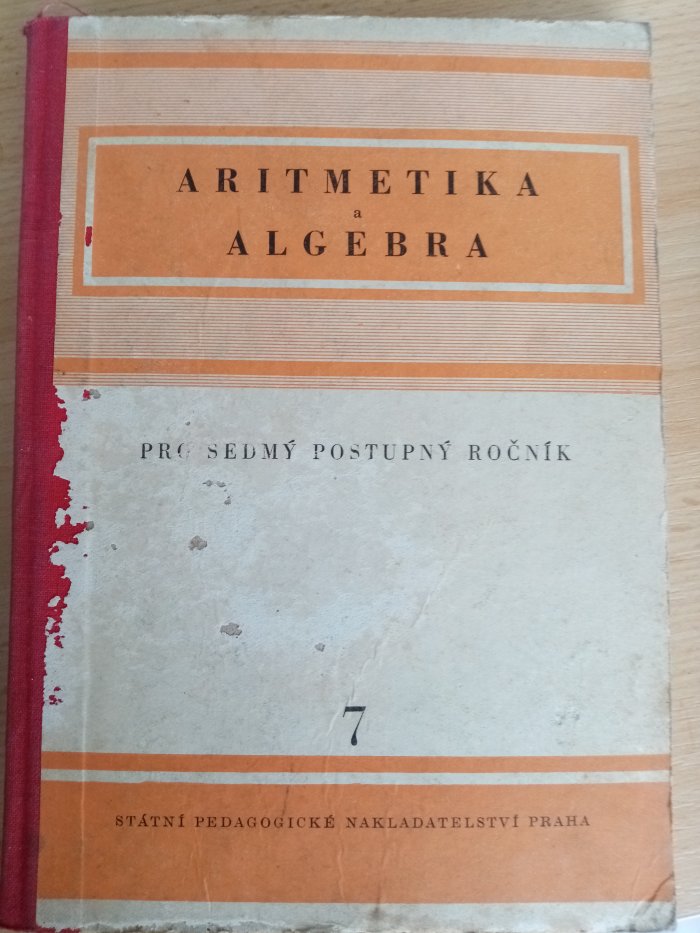 ARITMETIKA
a
ALGEBRA
PRO SEDMÝ POSTUPNÝ ROČNÍK
7
STÁTNÍ PEDAGOGICKÉ NAKLADATELSTVÍ PRAHA